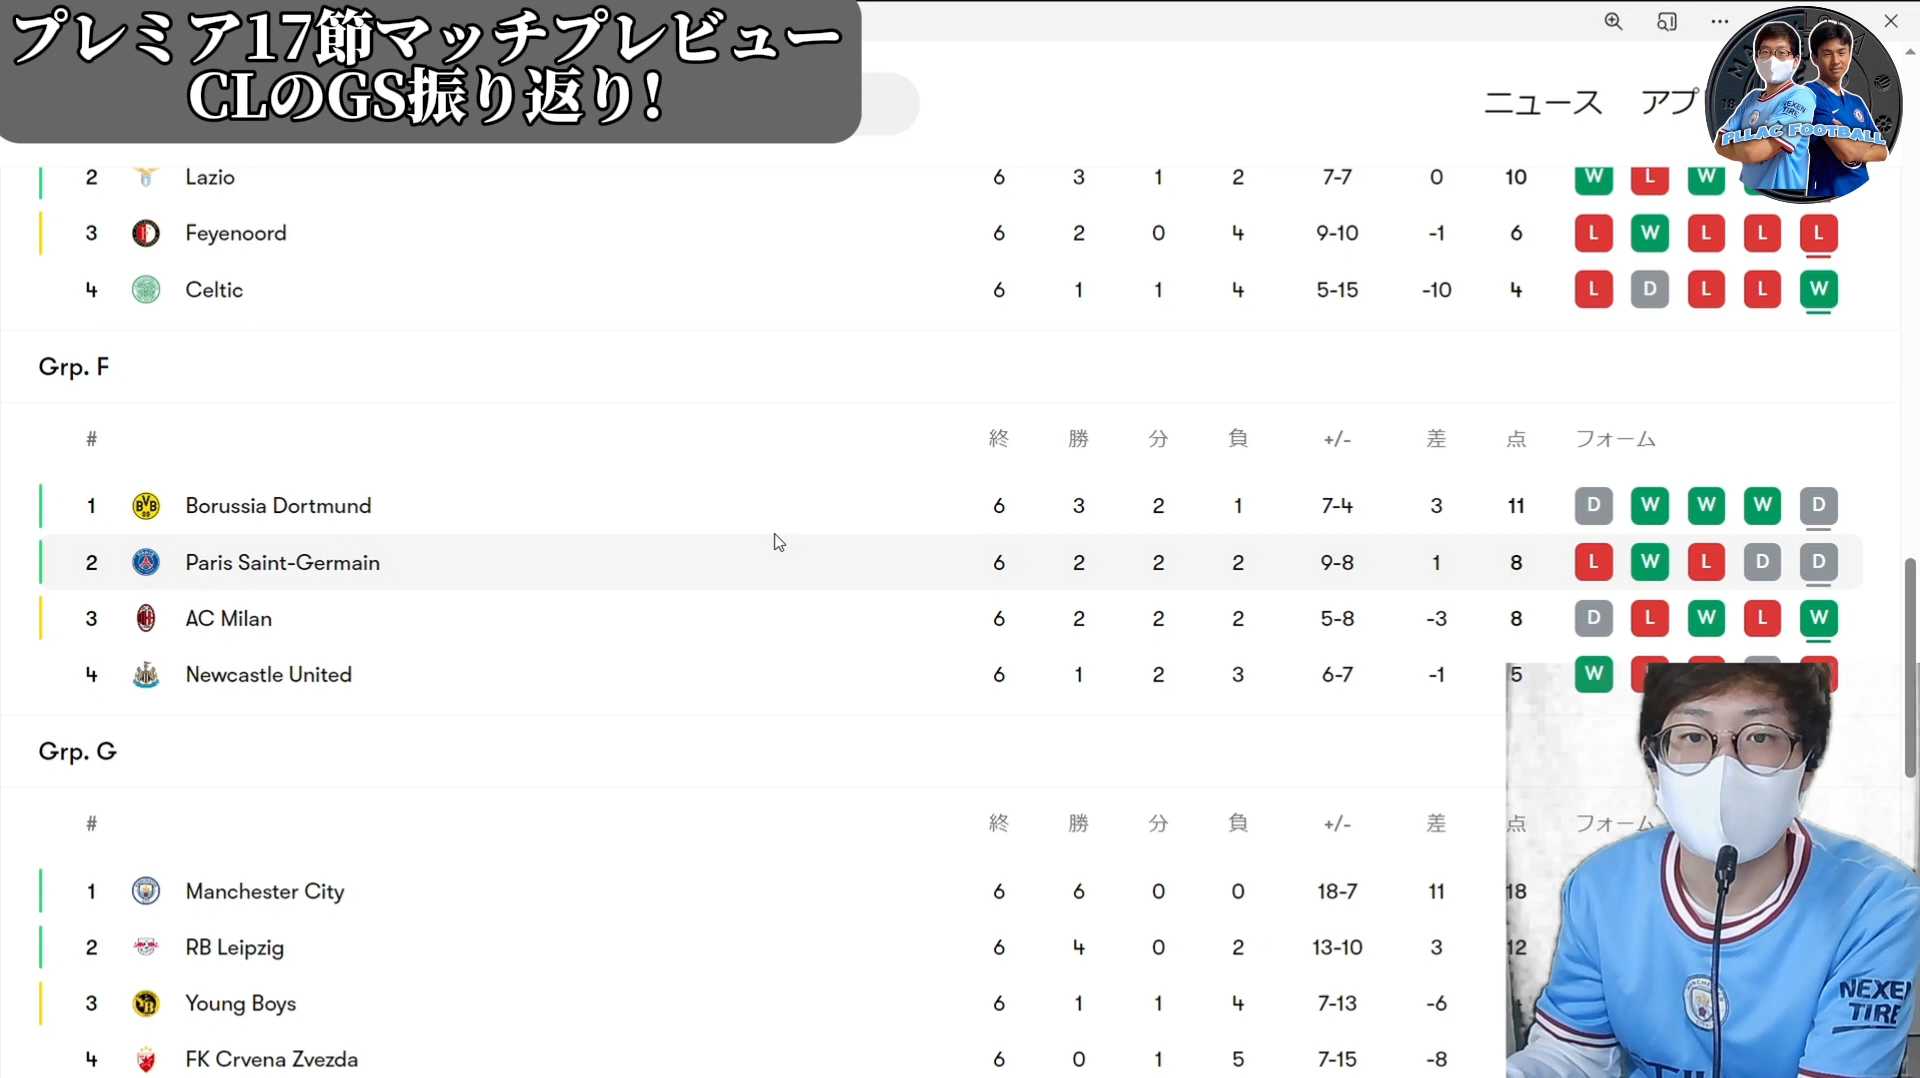 プレミア17節マッチプレビュー
CLのGS振り返り!
ニュース アプ
PLLAC FOOTBALL
2 Lazio 6 3 1 2 7-7 0 10 W L W
3 Feyenoord 6 2 0 4 9-10 -1 6 L W L L L
4 Celtic 6 1 1 4 5-15 -10 4 L D L L W
Grp. F
# 終 勝 分 負 +/- 差 点 フォーム
1 Borussia Dortmund 6 3 2 1 7-4 3 11 D W W W D
2 Paris Saint-Germain 6 2 2 2 9-8 1 8 L W L D D
3 AC Milan 6 2 2 2 5-8 -3 8 D L W L W
4 Newcastle United 6 1 2 3 6-7 -1 5 W
Grp. G
# 終 勝 分 負 +/- 差 点 フォーム
1 Manchester City 6 6 0 0 18-7 11 18
2 RB Leipzig 6 4 0 2 13-10 3 12
3 Young Boys 6 1 1 4 7-13 -6
4 FK Crvena Zvezda 6 0 1 5 7-15 -8
NEXEN
TIRE